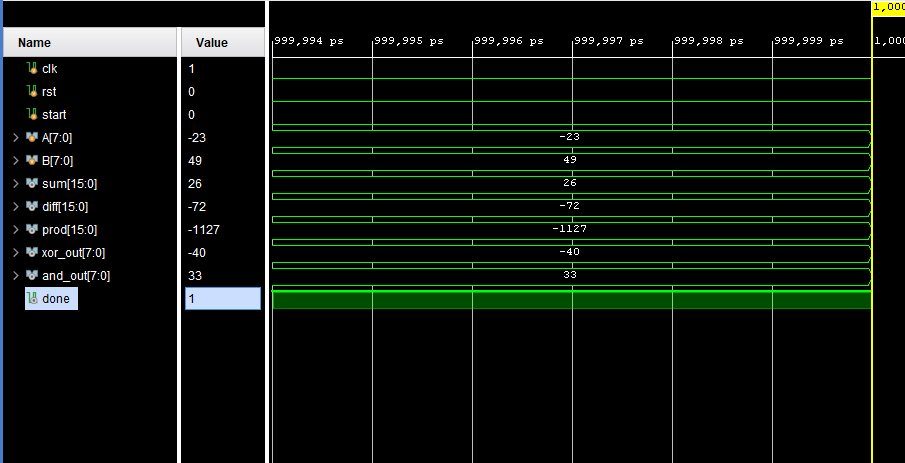 1,000
Name Value
999,994 ps 999,995 ps 999,996 ps 999,997 ps 999,998 ps 999,999 ps 1,000
clk 1
rst 0
start 0
A[7:0] -23 -23
B[7:0] 49 49
sum[15:0] 26 26
diff[15:0] -72 -72
prod[15:0] -1127 -1127
xor_out[7:0] -40 -40
and_out[7:0] 33 33
done 1